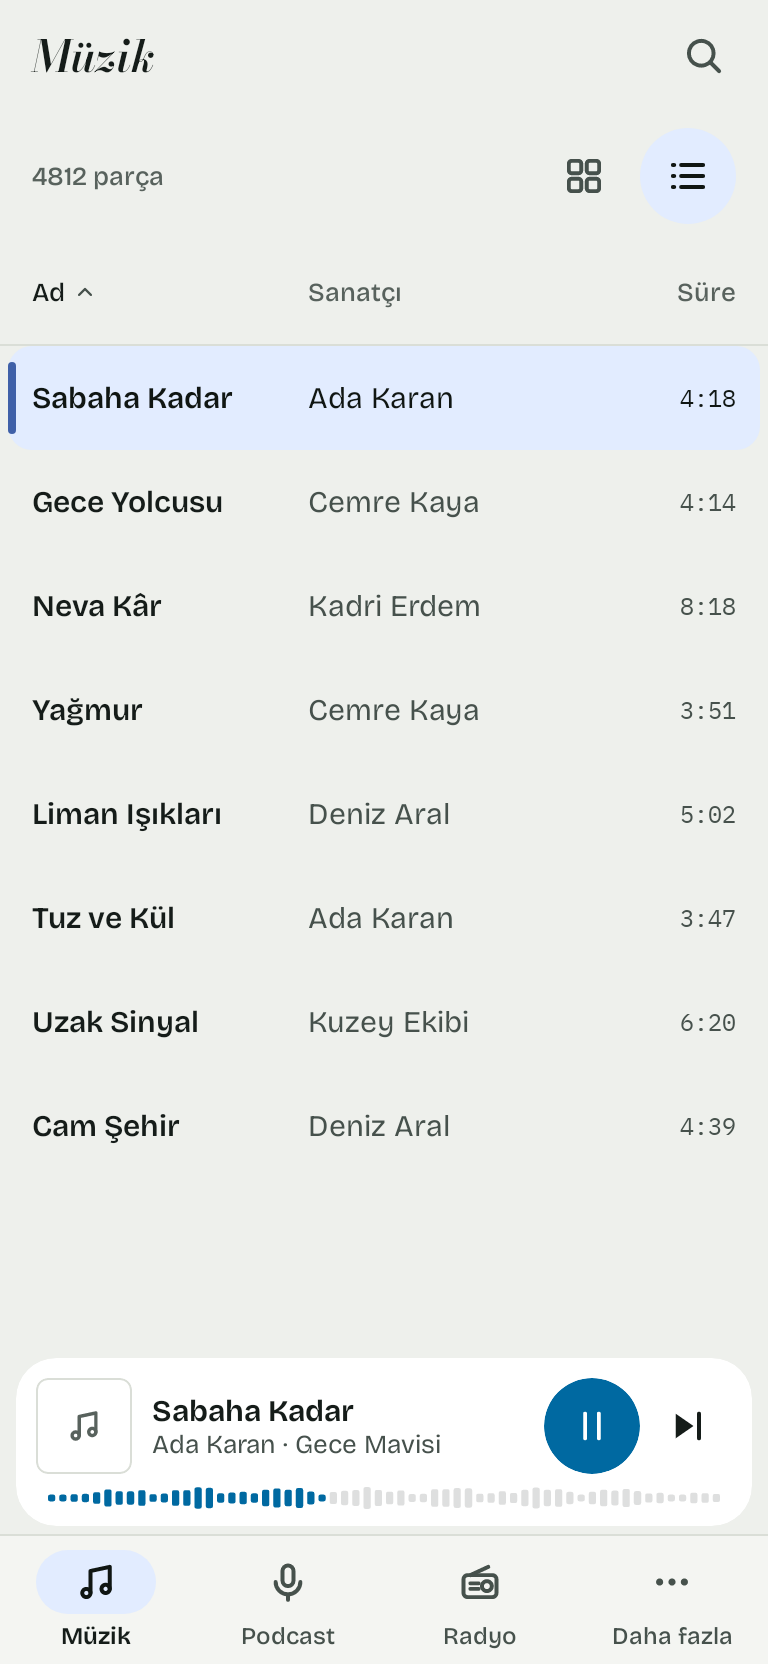 Müzik
4812 parça
Ad Sanatçı Süre
Sabaha Kadar Ada Karan 4:18
Gece Yolcusu Cemre Kaya 4:14
Neva Kâr Kadri Erdem 8:18
Yağmur Cemre Kaya 3:51
Liman Işıkları Deniz Aral 5:02
Tuz ve Kül Ada Karan 3:47
Uzak Sinyal Kuzey Ekibi 6:20
Cam Şehir Deniz Aral 4:39
Sabaha Kadar
Ada Karan · Gece Mavisi
Müzik Podcast Radyo Daha fazla